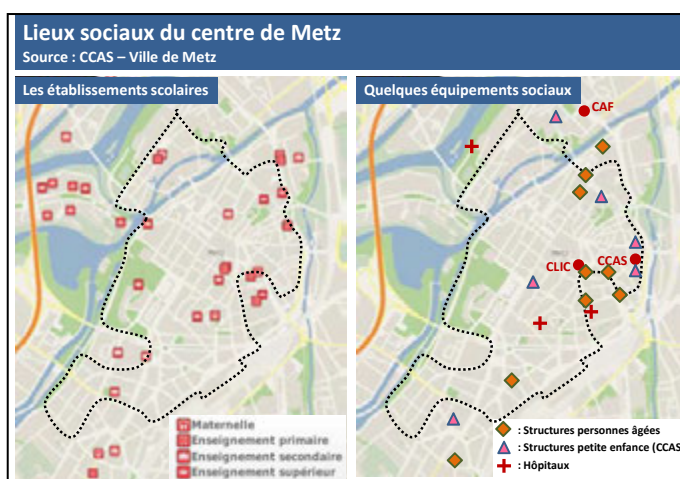 Lieux sociaux du centre de Metz
Source : CCAS – Ville de Metz
Les établissements scolaires
Quelques équipements sociaux
CAF
CLIC
CCAS
Maternelle
Enseignement primaire
Enseignement secondaire
Enseignement supérieur
: Structures personnes âgées
: Structures petite enfance (CCAS
: Hôpitaux